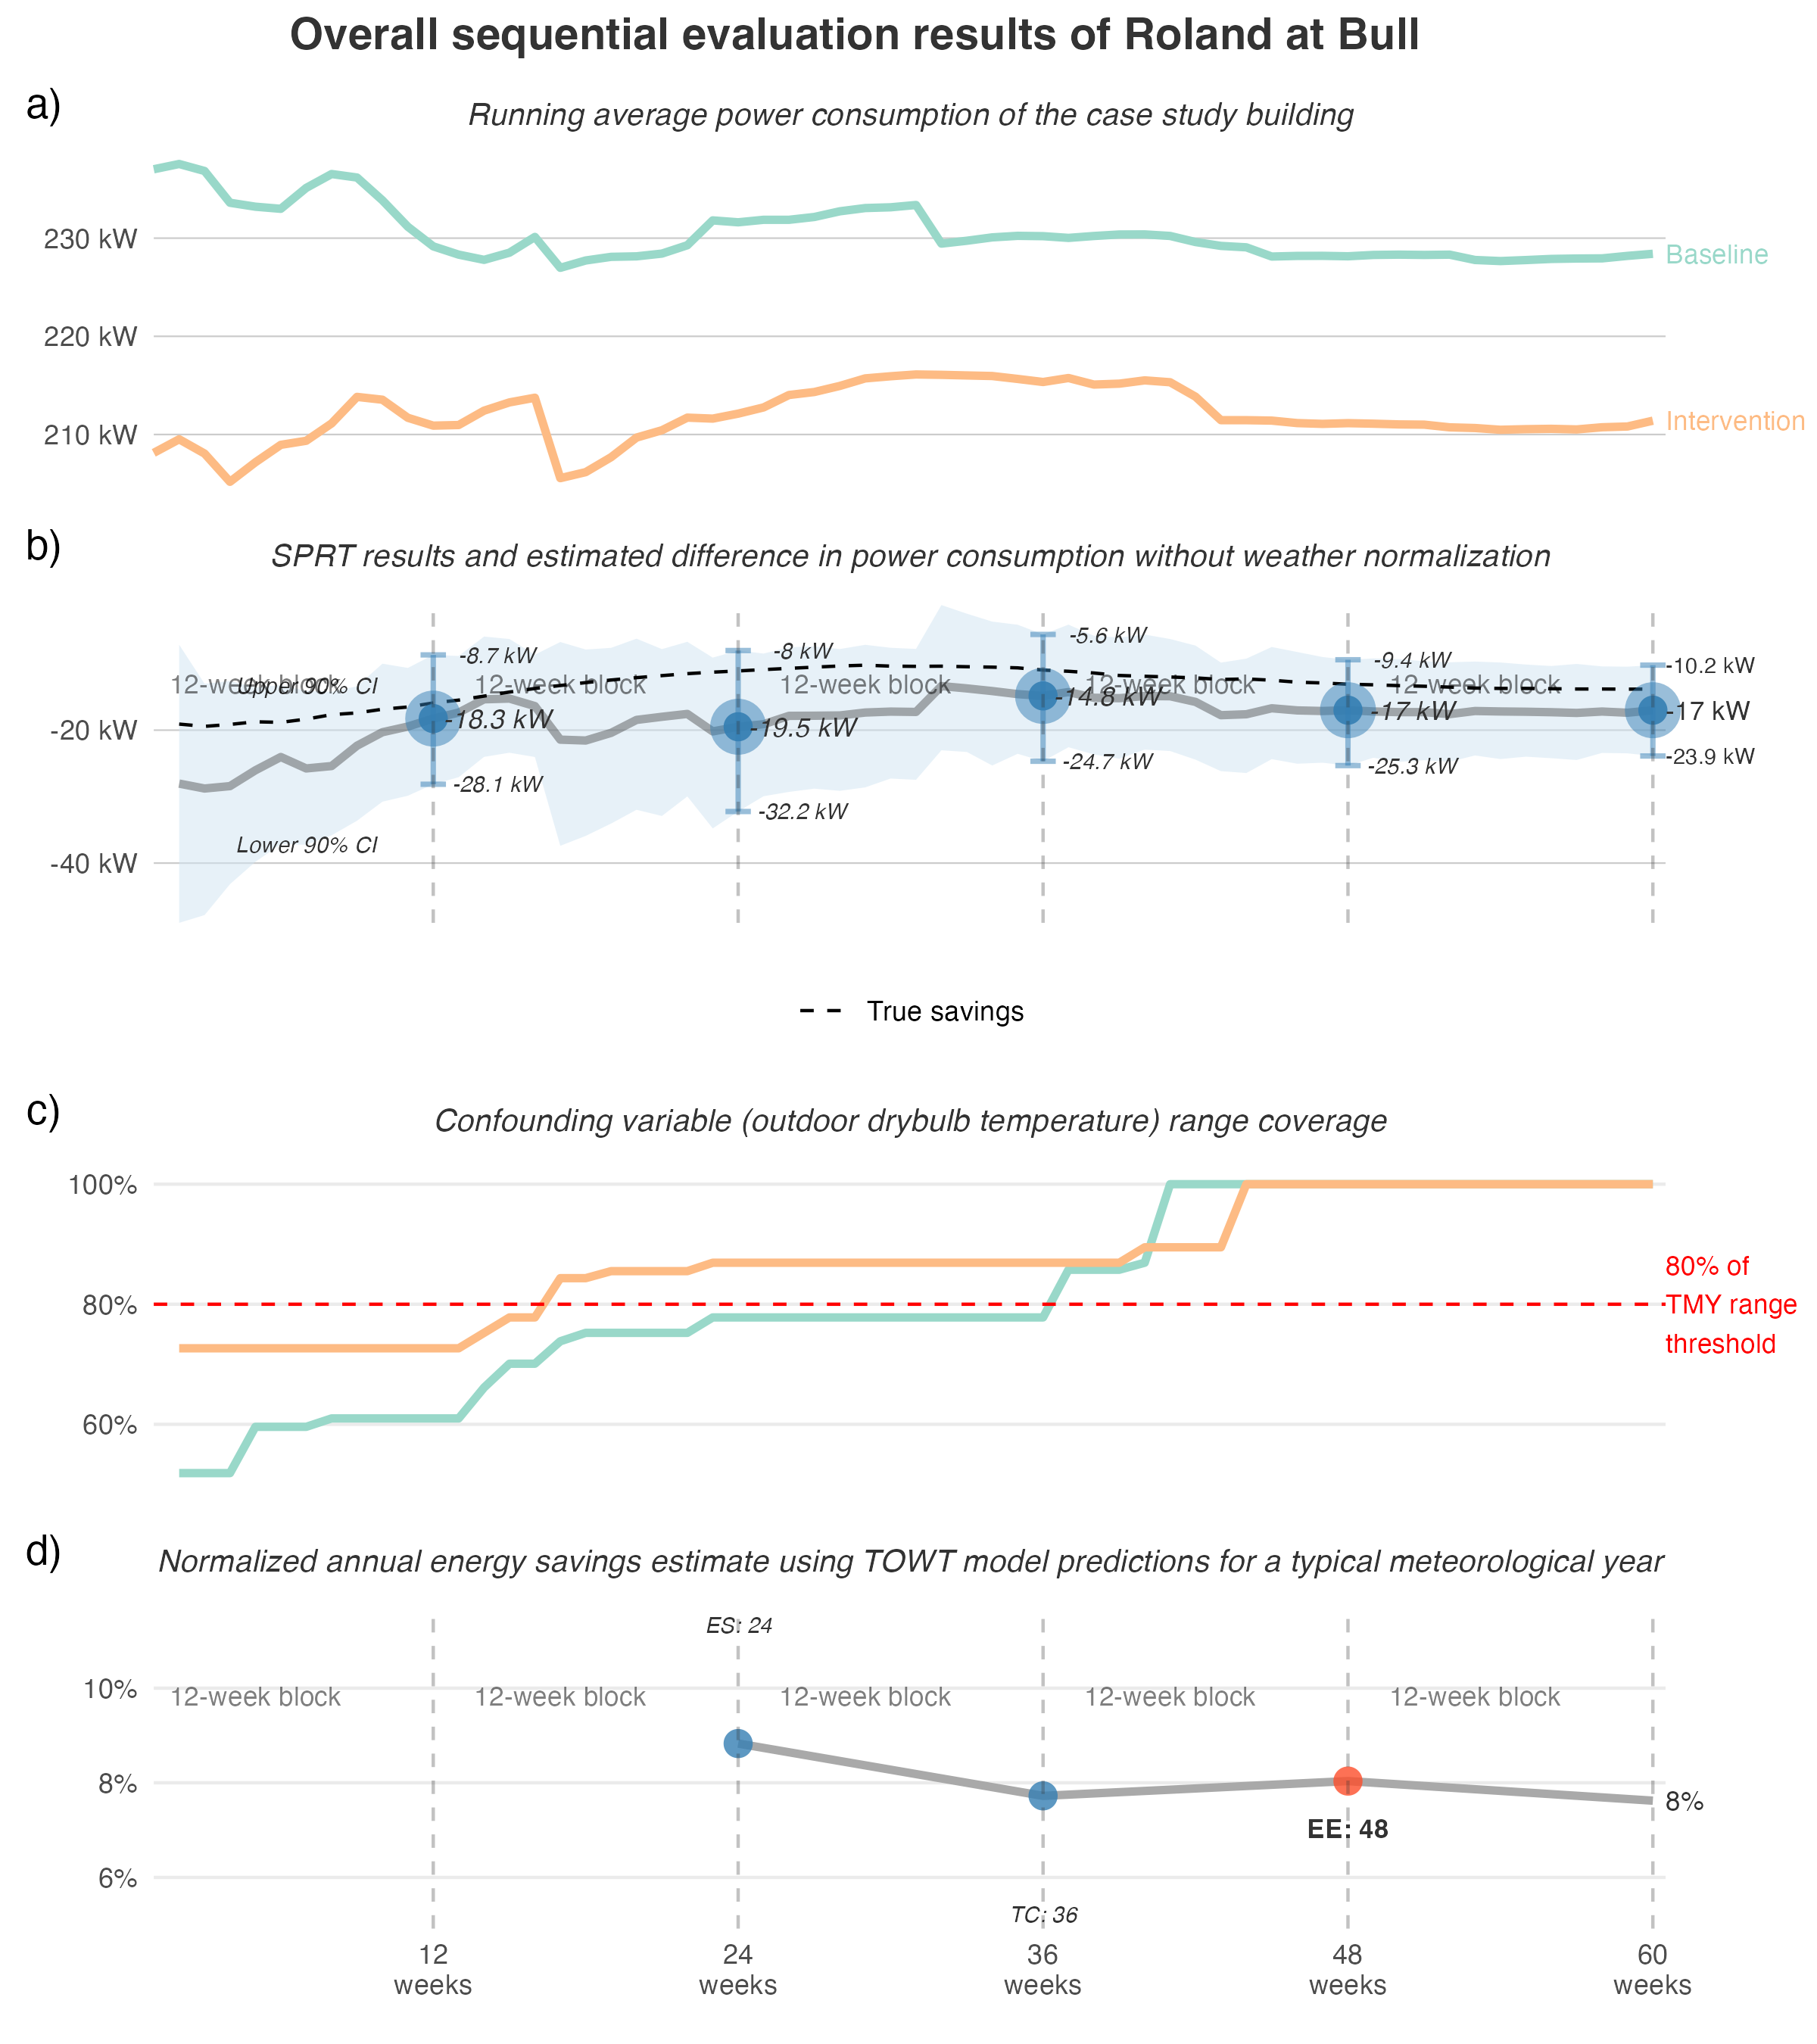 Overall sequential evaluation results of Roland at Bull
a)
Running average power consumption of the case study building
230 kW
220 kW
210 kW
Baseline
Intervention
b)
SPRT results and estimated difference in power consumption without weather normalization
-20 kW
-40 kW
12-week block
12-week block
12-week block
12-week block
12-week block
Upper 90% CI
Lower 90% CI
-8.7 kW
-18.3 kW
-28.1 kW
-8 kW
-19.5 kW
-32.2 kW
-5.6 kW
-14.8 kW
-24.7 kW
-9.4 kW
-17 kW
-25.3 kW
-10.2 kW
-17 kW
-23.9 kW
True savings
c)
Confounding variable (outdoor drybulb temperature) range coverage
100%
80%
60%
80% of
TMY range
threshold
d)
Normalized annual energy savings estimate using TOWT model predictions for a typical meteorological year
ES: 24
10%
8%
6%
12-week block
12-week block
12-week block
12-week block
12-week block
8%
EE: 48
TC: 36
12
weeks
24
weeks
36
weeks
48
weeks
60
weeks